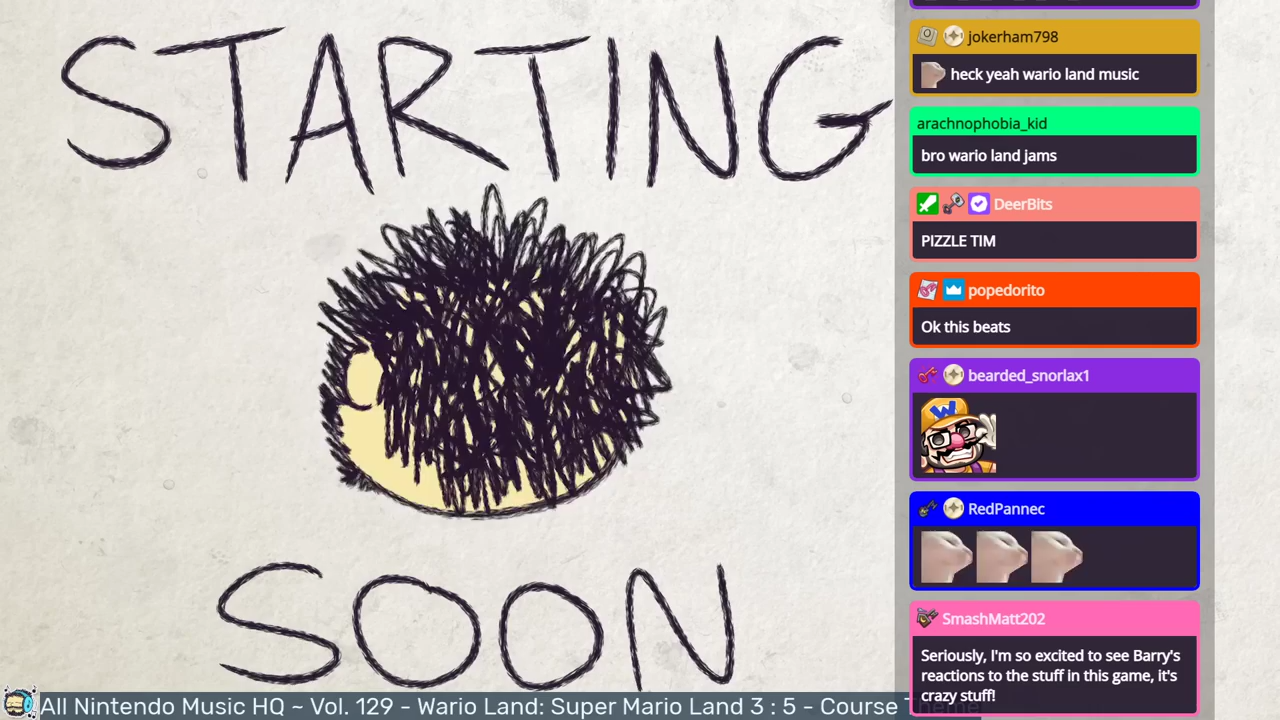 STARTING
SOON
jokerham798
heck yeah wario land music
arachnophobia_kid
bro wario land jams
DeerBits
PIZZLE TIM
popedorito
Ok this beats
bearded_snorlax1
W
RedPannec
SmashMatt202
Seriously, I'm so excited to see Barry's
reactions to the stuff in this game, it's
crazy stuff!
All Nintendo Music HQ ~ Vol. 129 - Wario Land: Super Mario Land 3 : 5 - Course Theme